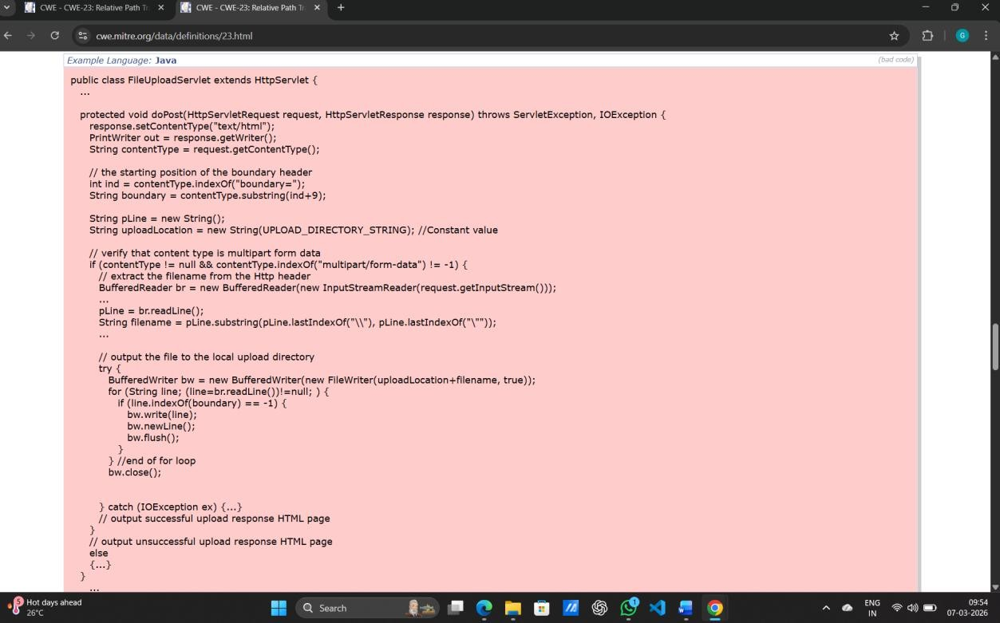 CWE - CWE-23: Relative Path Tr
CWE - CWE-23: Relative Path Tr
cwe.mitre.org/data/definitions/23.html
G
Example Language: Java
(bad code)
public class FileUploadServlet extends HttpServlet {
...
protected void doPost(HttpServletRequest request, HttpServletResponse response) throws ServletException, IOException {
response.setContentType("text/html");
PrintWriter out = response.getWriter();
String contentType = request.getContentType();
// the starting position of the boundary header
int ind = contentType.indexOf("boundary=");
String boundary = contentType.substring(ind+9);
String pLine = new String();
String uploadLocation = new String(UPLOAD_DIRECTORY_STRING); //Constant value
// verify that content type is multipart form data
if (contentType != null && contentType.indexOf("multipart/form-data") != -1) {
// extract the filename from the Http header
BufferedReader br = new BufferedReader(new InputStreamReader(request.getInputStream()));
...
pLine = br.readLine();
String filename = pLine.substring(pLine.lastIndexOf("\\"), pLine.lastIndexOf("\""));
...
// output the file to the local upload directory
try {
BufferedWriter bw = new BufferedWriter(new FileWriter(uploadLocation+filename, true));
for (String line; (line=br.readLine())!=null; ) {
if (line.indexOf(boundary) == -1) {
bw.write(line);
bw.newLine();
bw.flush();
}
} //end of for loop
bw.close();
} catch (IOException ex) {...}
// output successful upload response HTML page
}
// output unsuccessful upload response HTML page
else
{...}
}
...
5
Hot days ahead
26°C
Search
1
ENG
IN
09:54
07-03-2026